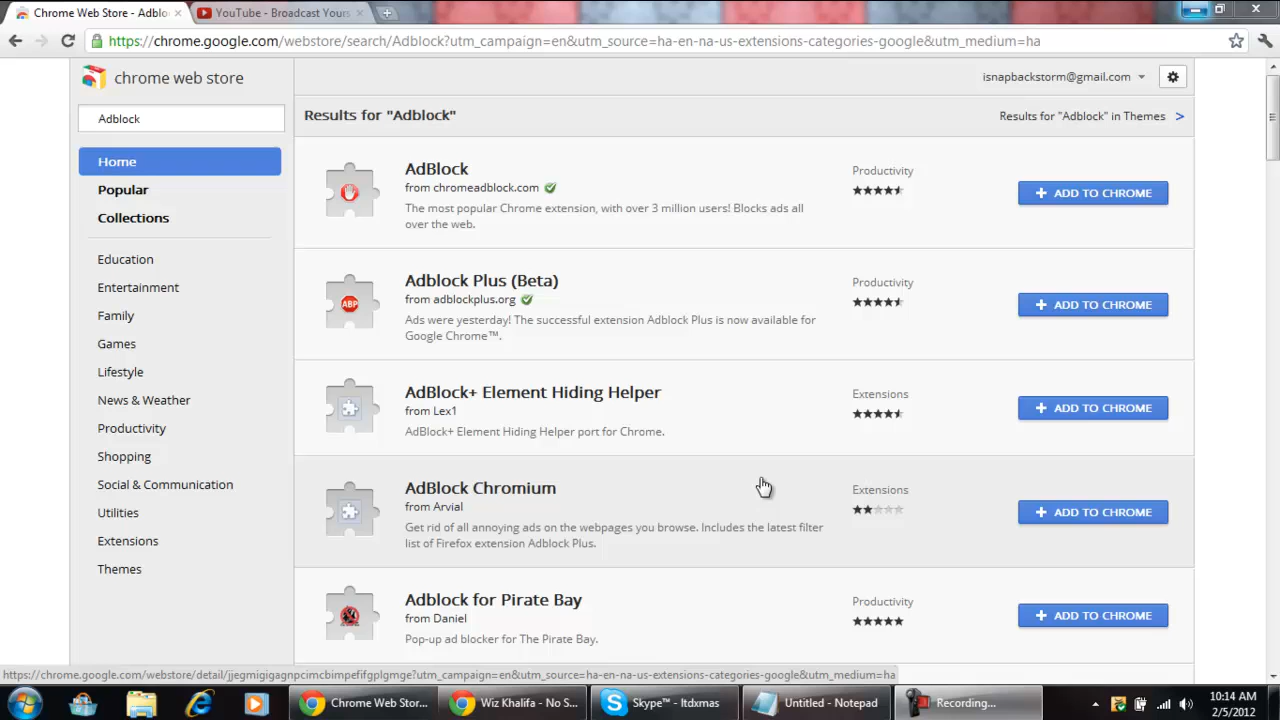 Chrome Web Store - Adblo
YouTube - Broadcast Yours
https://chrome.google.com/webstore/search/Adblock?utm_campaign=en&utm_source=ha-en-na-us-extensions-categories-google&utm_medium=ha
chrome web store
isnapbackstorm@gmail.com
Adblock
Results for "Adblock"
Results for "Adblock" in Themes >
Home
Popular
Collections
Education
Entertainment
Family
Games
Lifestyle
News & Weather
Productivity
Shopping
Social & Communication
Utilities
Extensions
Themes
AdBlock
from chromeadblock.com
The most popular Chrome extension, with over 3 million users! Blocks ads all
over the web.
Productivity
+ ADD TO CHROME
ABP
Adblock Plus (Beta)
from adblockplus.org
Ads were yesterday! The successful extension Adblock Plus is now available for
Google Chrome™.
Productivity
+ ADD TO CHROME
AdBlock+ Element Hiding Helper
from Lex1
AdBlock+ Element Hiding Helper port for Chrome.
Extensions
+ ADD TO CHROME
AdBlock Chromium
from Arvial
Get rid of all annoying ads on the webpages you browse. Includes the latest filter
list of Firefox extension Adblock Plus.
Extensions
+ ADD TO CHROME
Adblock for Pirate Bay
from Daniel
Pop-up ad blocker for The Pirate Bay.
Productivity
+ ADD TO CHROME
https://chrome.google.com/webstore/detail/jjegmigigagnpcimcbimpefifgplgmge?utm_campaign=en&utm_source=ha-en-na-us-extensions-categories-google&utm_medium=ha
Chrome Web Stor...
Wiz Khalifa - No S...
Skype™ - ltdxmas
Untitled - Notepad
Recording...
10:14 AM
2/5/2012